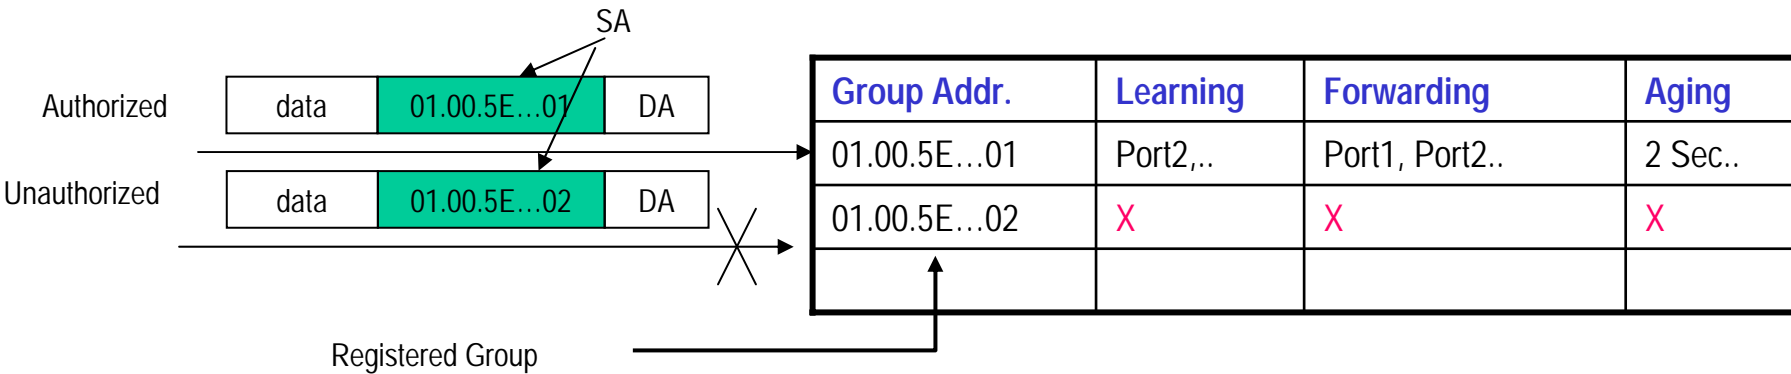 SA
Authorized data 01.00.5E…01 DA
Unauthorized data 01.00.5E…02 DA
Group Addr. Learning Forwarding Aging
01.00.5E…01 Port2,.. Port1, Port2.. 2 Sec..
01.00.5E…02 X X X
Registered Group